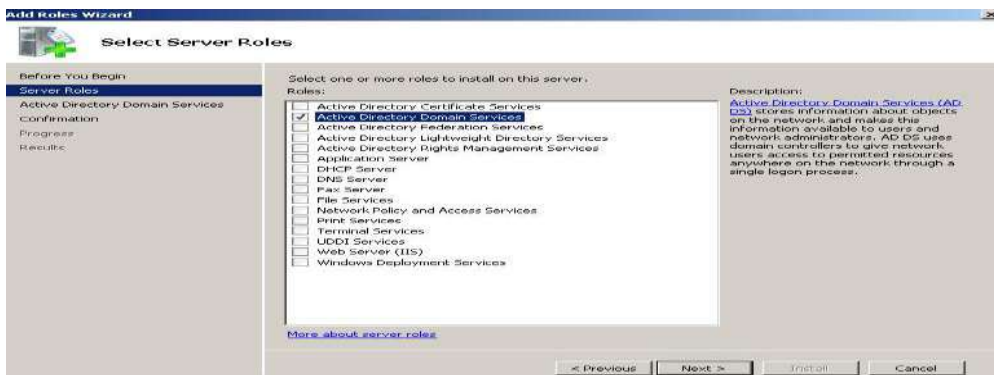 Add Roles Wizard
Select Server Roles
Before You Begin
Server Roles
Active Directory Domain Services
Confirmation
Progress
Results
Select one or more roles to install on this server.
Roles:
Active Directory Certificate Services
Active Directory Domain Services
Active Directory Federation Services
Active Directory Lightweight Directory Services
Active Directory Rights Management Services
Application Server
DHCP Server
DNS Server
Fax Server
File Services
Network Policy and Access Services
Print Services
Terminal Services
UDDI Services
Web Server (IIS)
Windows Deployment Services
More about server roles
Description:
Active Directory Domain Services (AD
DS) stores information about objects
on the network and makes this
information available to users and
network administrators. AD DS uses
domain controllers to give network
users access to permitted resources
anywhere on the network through a
single logon process.
< Previous
Next >
Install
Cancel